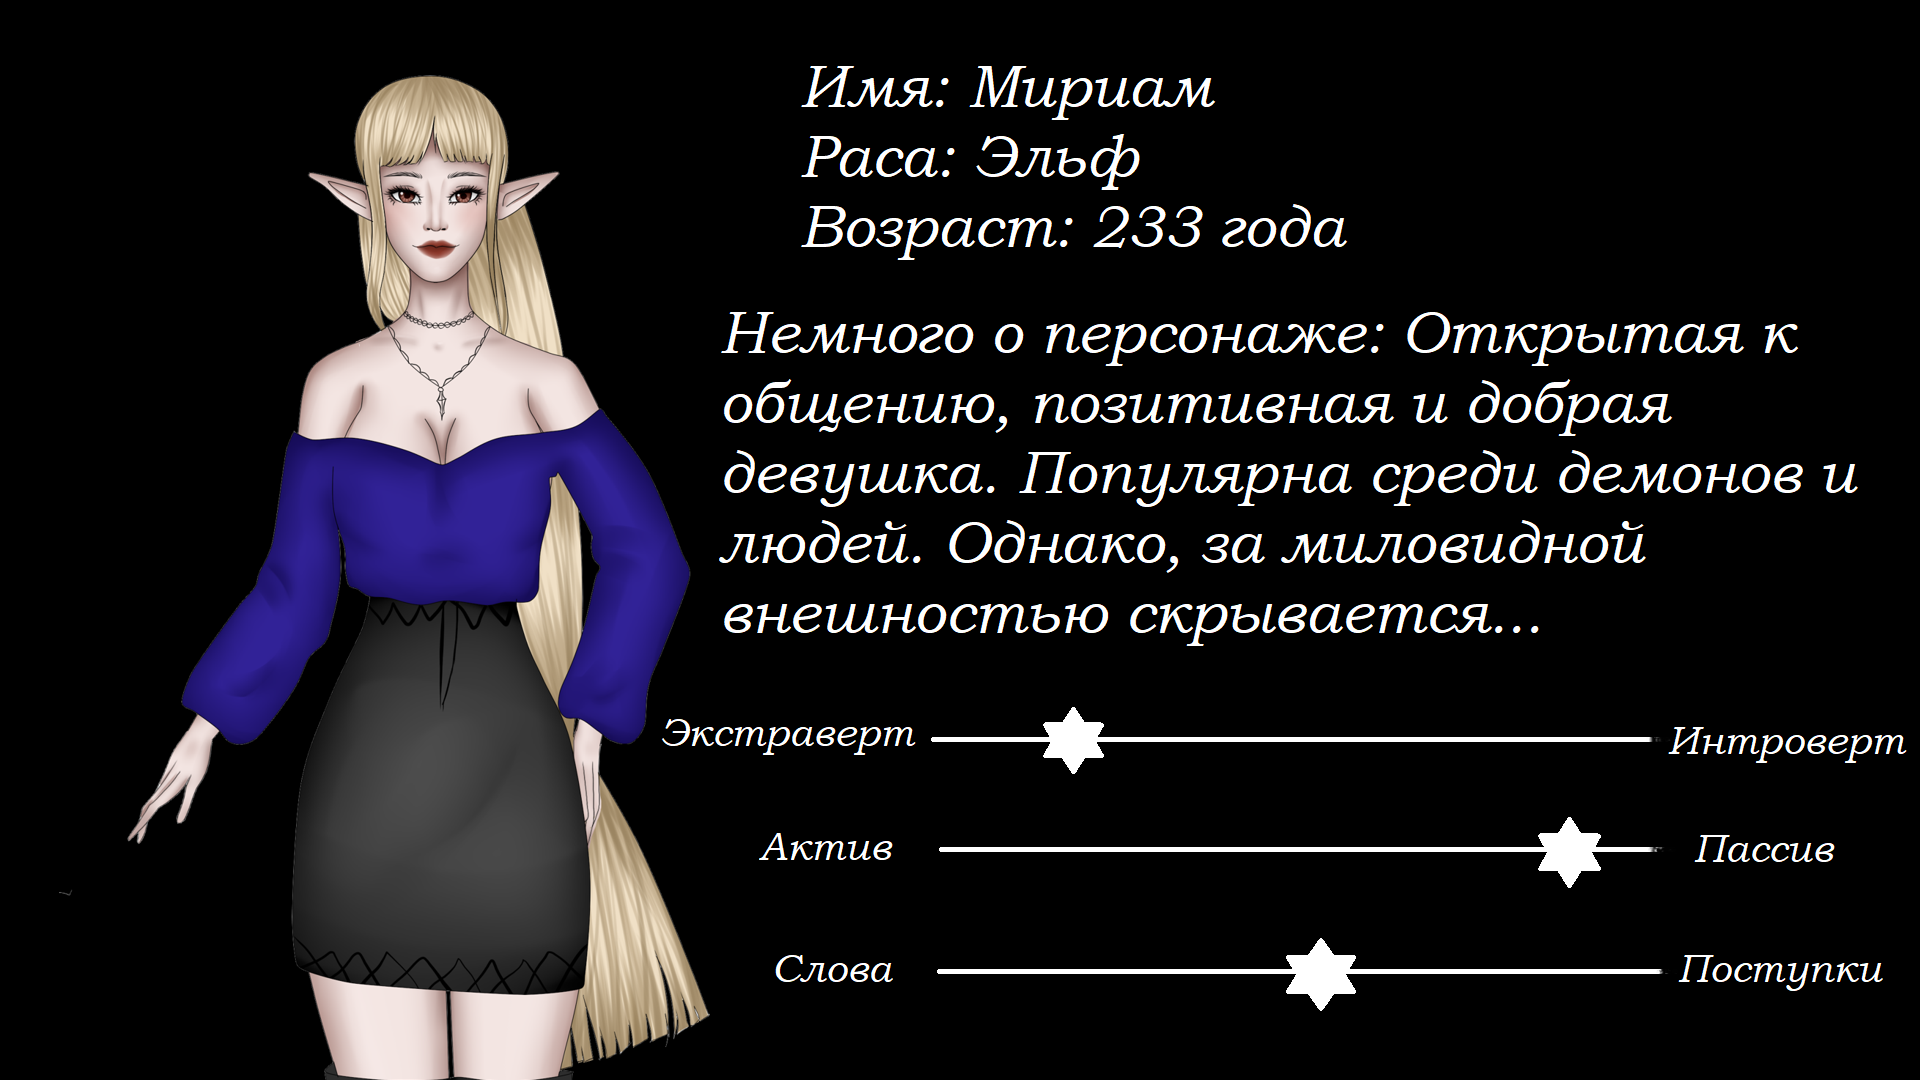 Имя: Мириам
Раса: Эльф
Возраст: 233 года
Немного о персонаже: Открытая к
общению, позитивная и добрая
девушка. Популярна среди демонов и
людей. Однако, за миловидной
внешностью скрывается...
Экстраверт Интроверт
Актив Пассив
Слова Поступки